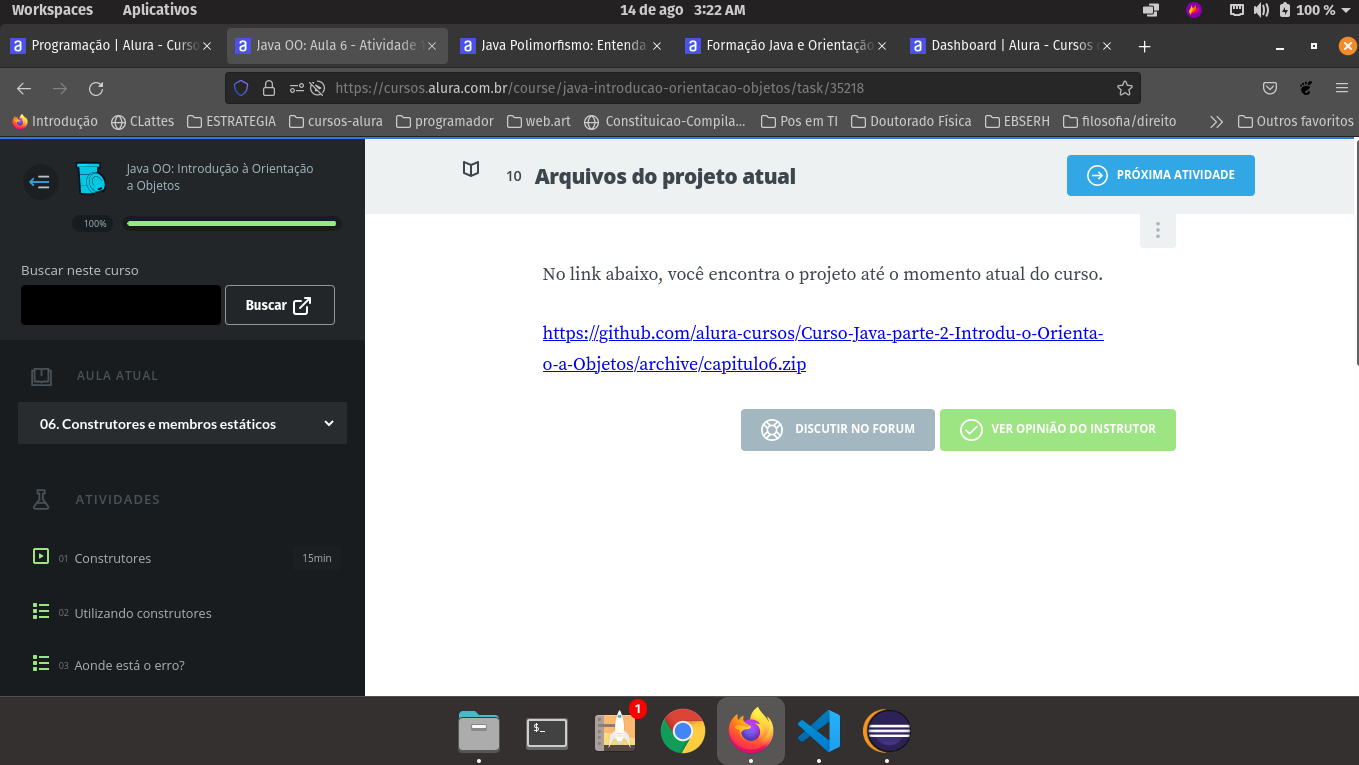 Workspaces Aplicativos 14 de ago 3:22 AM 100 %
Programação | Alura - Curso Java OO: Aula 6 - Atividade 1 Java Polimorfismo: Entenda Formação Java e Orientação Dashboard | Alura - Cursos
https://cursos.alura.com.br/course/java-introducao-orientacao-objetos/task/35218
Introdução CLattes ESTRATEGIA cursos-alura programador web.art Constituicao-Compila... Pos em TI Doutorado Física EBSERH filosofia/direito Outros favoritos
Java OO: Introdução à Orientação
a Objetos
100%
Buscar neste curso
Buscar
AULA ATUAL
06. Construtores e membros estáticos
ATIVIDADES
01 Construtores 15min
02 Utilizando construtores
03 Aonde está o erro?
10 Arquivos do projeto atual
PRÓXIMA ATIVIDADE
No link abaixo, você encontra o projeto até o momento atual do curso.
https://github.com/alura-cursos/Curso-Java-parte-2-Introdu-o-Orienta-
o-a-Objetos/archive/capitulo6.zip
DISCUTIR NO FORUM VER OPINIÃO DO INSTRUTOR
$_
1